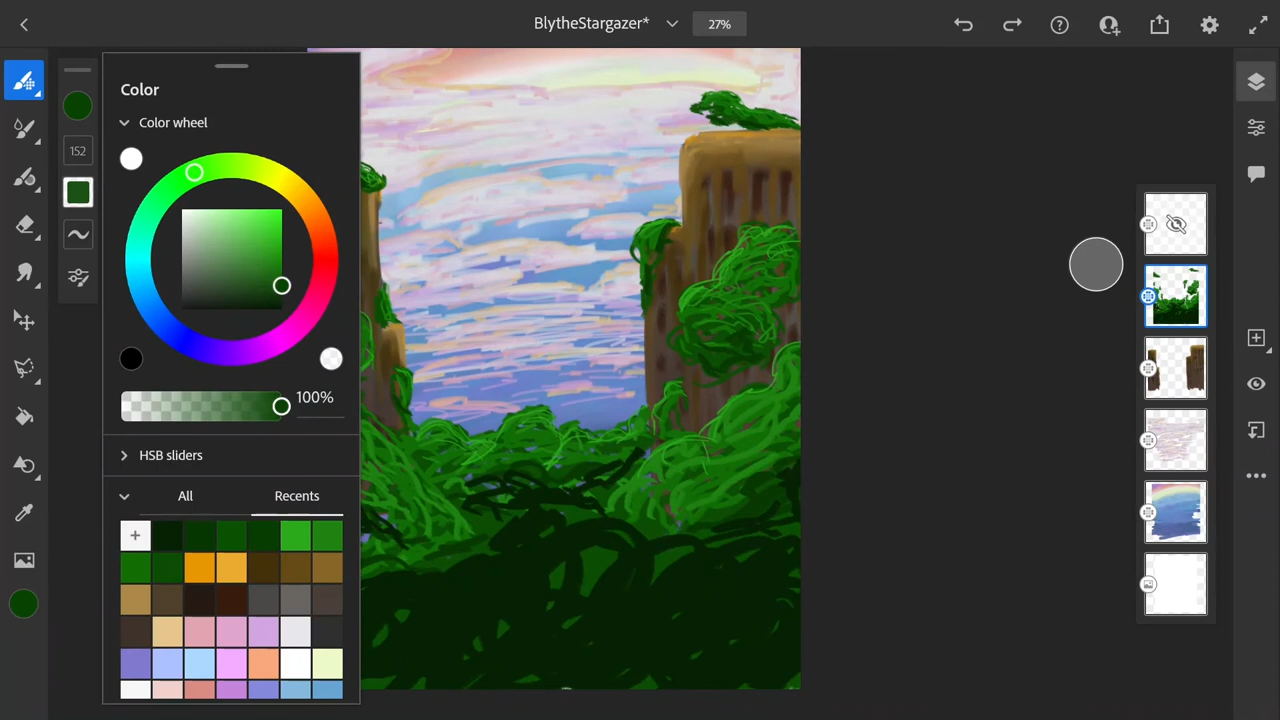 BlytheStargazer*
27%
Color
Color wheel
152
100%
HSB sliders
All
Recents